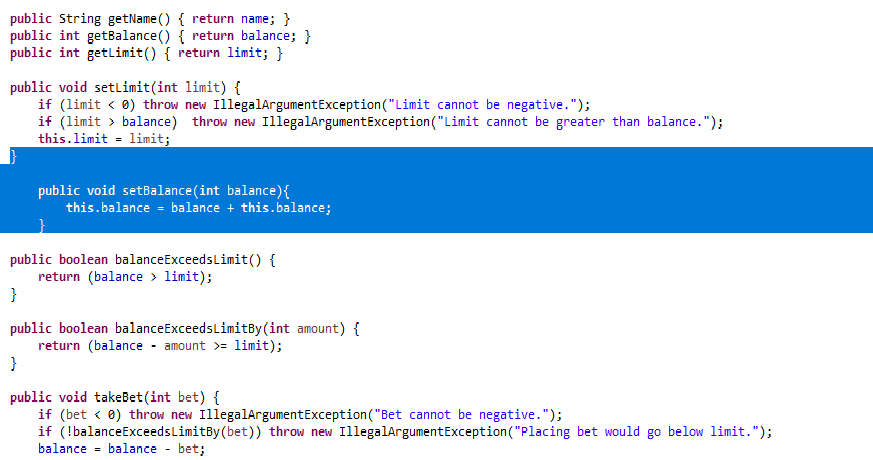 public String getName() { return name; }
public int getBalance() { return balance; }
public int getLimit() { return limit; }
public void setLimit(int limit) {
if (limit < 0) throw new IllegalArgumentException("Limit cannot be negative.");
if (limit > balance)  throw new IllegalArgumentException("Limit cannot be greater than balance.");
this.limit = limit;
}
public void setBalance(int balance){
this.balance = balance + this.balance;
}
public boolean balanceExceedsLimit() {
return (balance > limit);
}
public boolean balanceExceedsLimitBy(int amount) {
return (balance - amount >= limit);
}
public void takeBet(int bet) {
if (bet < 0) throw new IllegalArgumentException("Bet cannot be negative.");
if (!balanceExceedsLimitBy(bet)) throw new IllegalArgumentException("Placing bet would go below limit.");
balance = balance - bet;